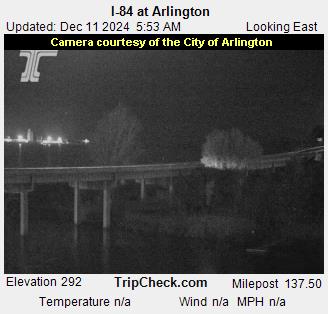 I-84 at Arlington
Updated: Dec 11 2024 5:53 AM Looking East
Camera courtesy of the City of Arlington
Elevation 292 TripCheck.com Milepost 137.50
Temperature n/a Wind n/a MPH n/a